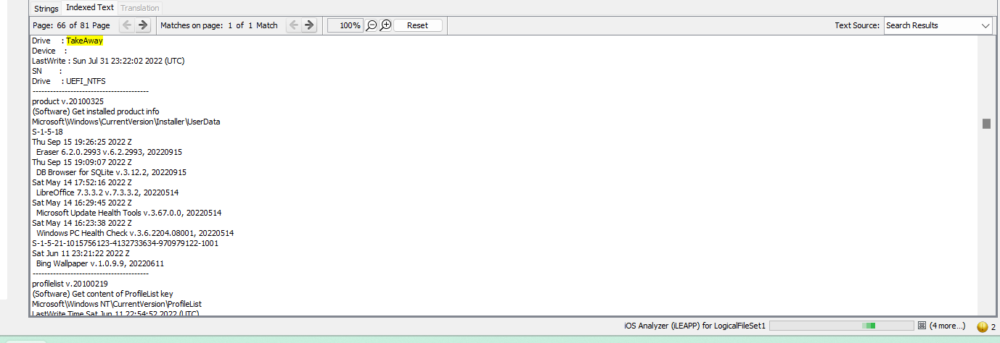 Strings Indexed Text Translation
Page: 66 of 81 Page Matches on page: 1 of 1 Match 100% Reset Text Source: Search Results
Drive : TakeAway
Device :
LastWrite : Sun Jul 31 23:22:02 2022 (UTC)
SN :
Drive : UEFI_NTFS
----------------------------------------
product v.20100325
(Software) Get installed product info
Microsoft\Windows\CurrentVersion\Installer\UserData
S-1-5-18
Thu Sep 15 19:26:25 2022 Z
Eraser 6.2.0.2993 v.6.2.2993, 20220915
Thu Sep 15 19:09:07 2022 Z
DB Browser for SQLite v.3.12.2, 20220915
Sat May 14 17:52:16 2022 Z
LibreOffice 7.3.3.2 v.7.3.3.2, 20220514
Sat May 14 16:29:45 2022 Z
Microsoft Update Health Tools v.3.67.0.0, 20220514
Sat May 14 16:23:38 2022 Z
Windows PC Health Check v.3.6.2204.08001, 20220514
S-1-5-21-1015756123-4132733634-970979122-1001
Sat Jun 11 23:21:22 2022 Z
Bing Wallpaper v.1.0.9.9, 20220611
----------------------------------------
profilelist v.20100219
(Software) Get content of ProfileList key
Microsoft\Windows NT\CurrentVersion\ProfileList
LastWrite Time Sat Jun 11 22:54:52 2022 (UTC)
iOS Analyzer (iLEAPP) for LogicalFileSet1 (4 more...) 2